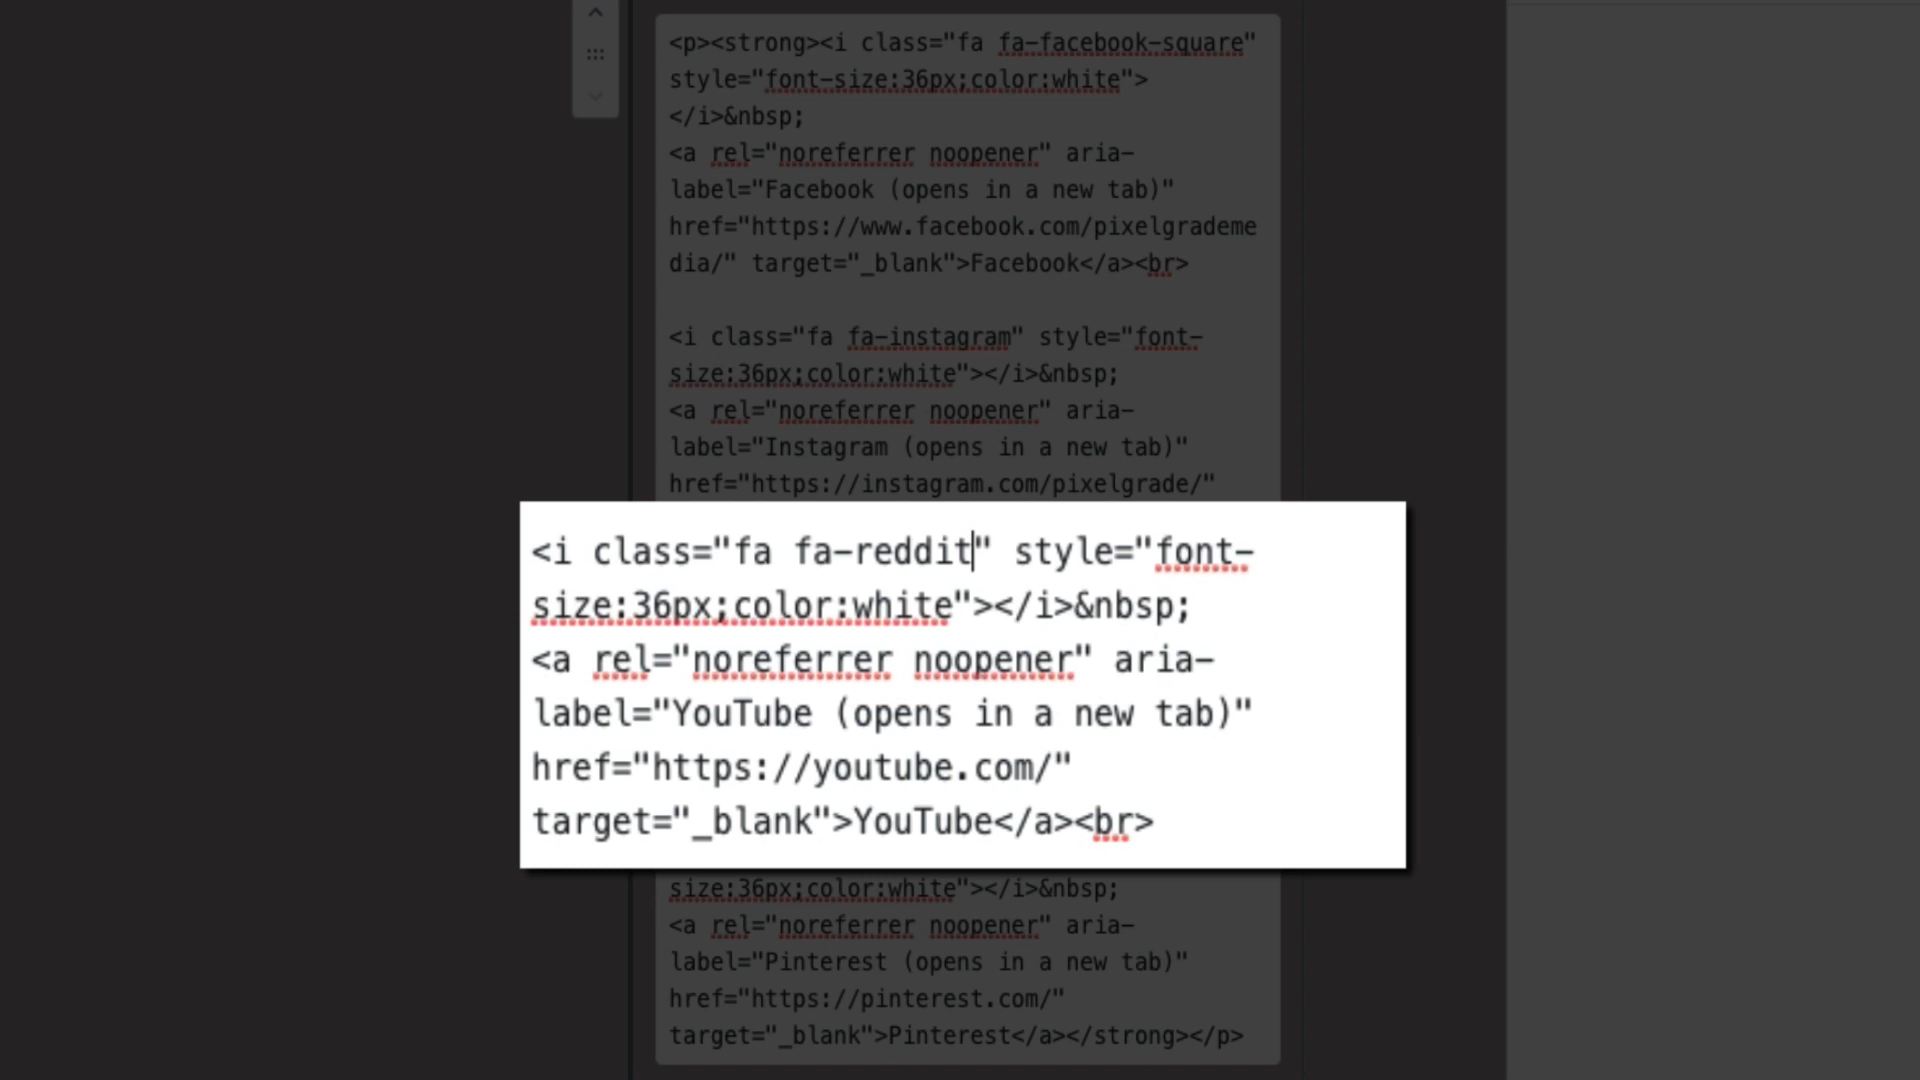 <p><strong><i class="fa fa-facebook-square"
style="font-size:36px;color:white">
</i>&nbsp;
<a rel="noreferrer noopener" aria-
label="Facebook (opens in a new tab)"
href="https://www.facebook.com/pixelgrademe
dia/" target="_blank">Facebook</a><br>

<i class="fa fa-instagram" style="font-
size:36px;color:white"></i>&nbsp;
<a rel="noreferrer noopener" aria-
label="Instagram (opens in a new tab)"
href="https://instagram.com/pixelgrade/"
<i class="fa fa-reddit" style="font-
size:36px;color:white"></i>&nbsp;
<a rel="noreferrer noopener" aria-
label="YouTube (opens in a new tab)"
href="https://youtube.com/"
target="_blank">YouTube</a><br>
size:36px;color:white"></i>&nbsp;
<a rel="noreferrer noopener" aria-
label="Pinterest (opens in a new tab)"
href="https://pinterest.com/"
target="_blank">Pinterest</a></strong></p>